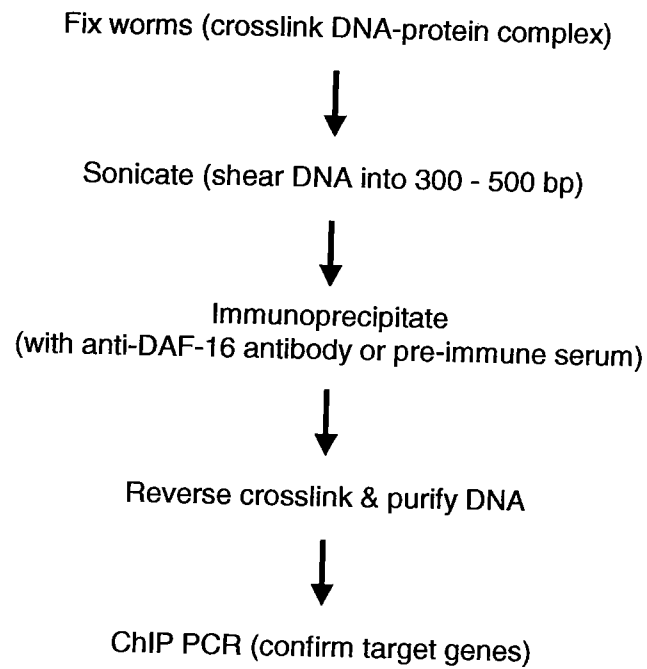 Fix worms (crosslink DNA-protein complex)
Sonicate (shear DNA into 300 - 500 bp)
Immunoprecipitate
(with anti-DAF-16 antibody or pre-immune serum)
Reverse crosslink & purify DNA
ChIP PCR (confirm target genes)